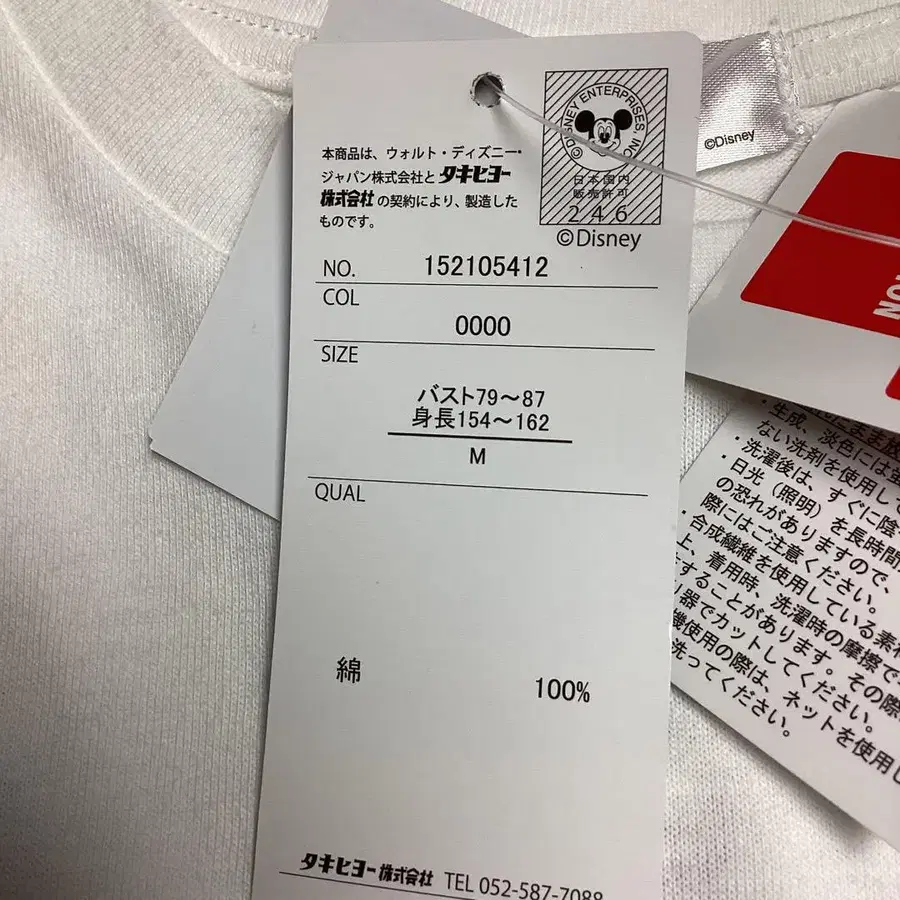 本商品は、ウォルト・ディズニー・
ジャパン株式会社と タキヒヨー
株式会社 の契約により、製造した
ものです。
©DISNEY ENTERPRISES, INC.
日本国内
販売許可
246
©Disney
NO. 152105412
COL
0000
SIZE
バスト79～87
身長154～162
M
QUAL
綿 100%
タキヒヨー株式会社 TEL 052-587-7088
©Disney
・生成、淡色には
ない洗剤を使用して
・洗濯後は、すぐに陰
・日光（照明）を長時間
の恐れがありますので、
際にはご注意ください。
・合成繊維を使用している素材
上、着用時、洗濯時の摩擦で
することがあります。その際
り器でカットしてください。
機使用の際は、ネットを使用し
洗ってください。